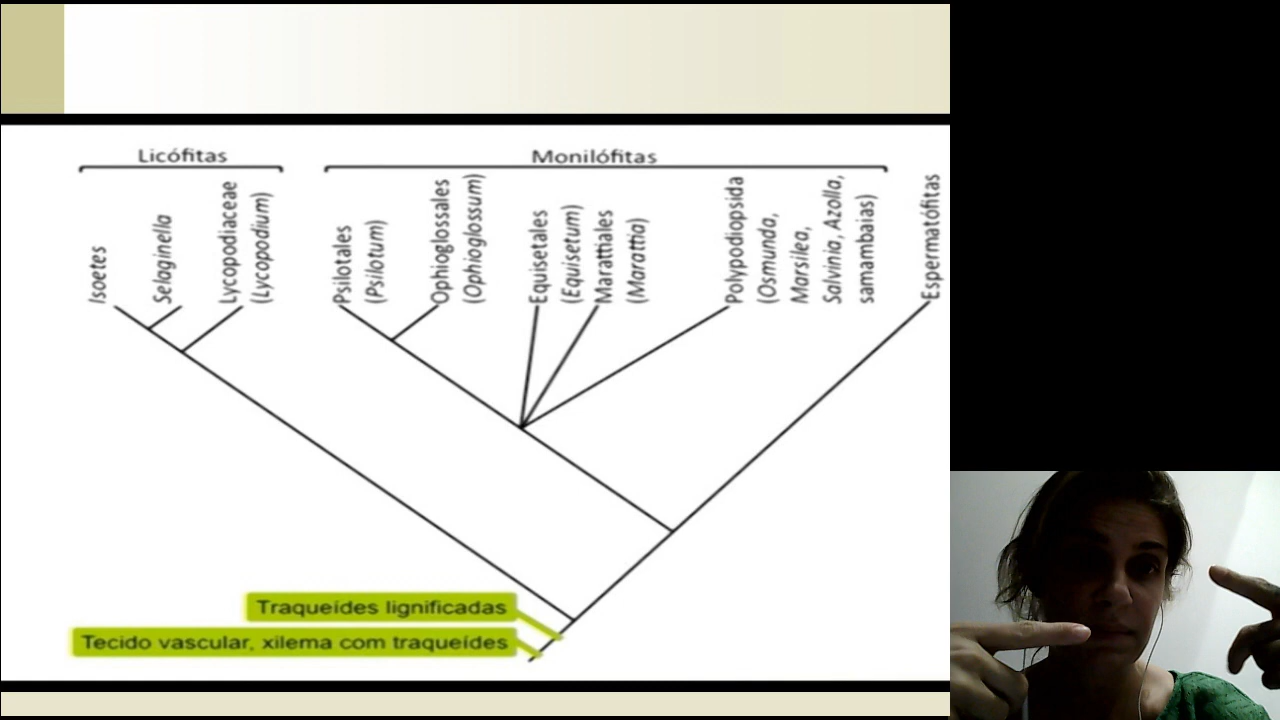 Licófitas
Monilófitas
Isoetes
Selaginella
Lycopodiaceae
(Lycopodium)
Psilotales
(Psilotum)
Ophioglossales
(Ophioglossum)
Equisetales
(Equisetum)
Marattiales
(Marattia)
Polypodiopsida
(Osmunda,
Marsilea,
Salvinia, Azolla,
samambaias)
Espermatófitas
Traqueídes lignificadas
Tecido vascular, xilema com traqueídes